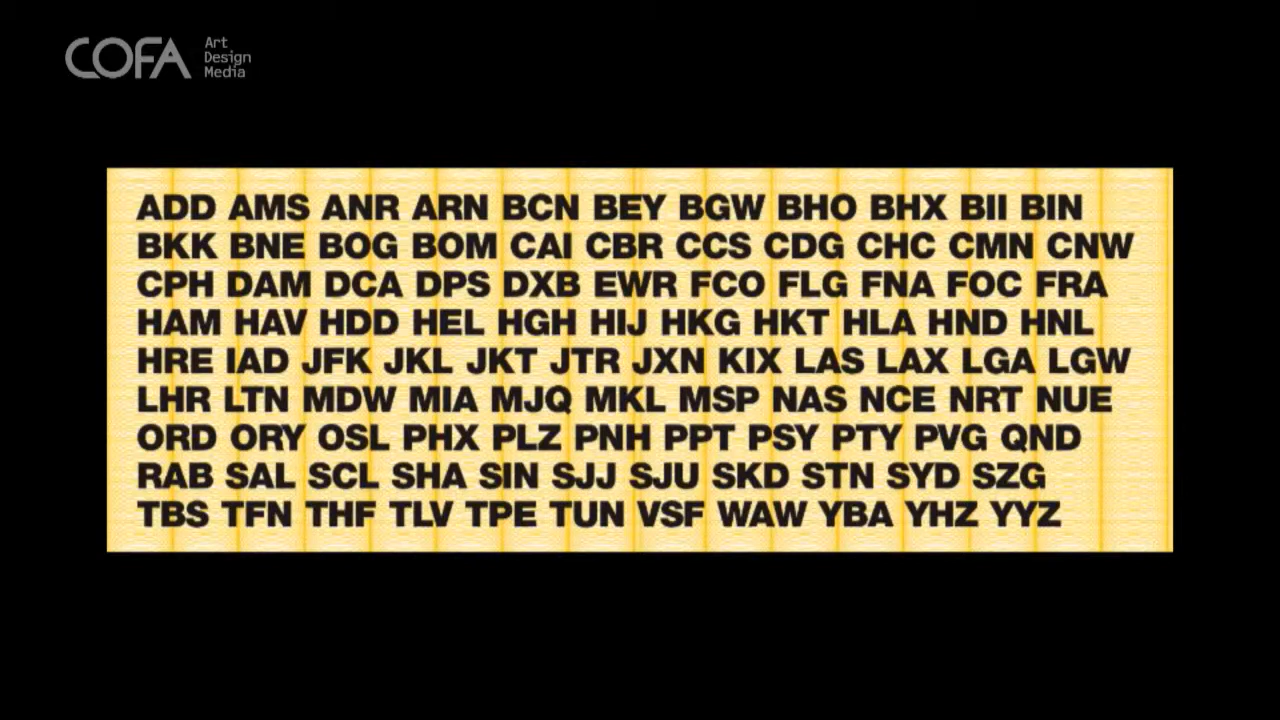 COFA
Art
Design
Media
ADD AMS ANR ARN BCN BEY BGW BHO BHX BII BIN
BKK BNE BOG BOM CAI CBR CCS CDG CHC CMN CNW
CPH DAM DCA DPS DXB EWR FCO FLG FNA FOC FRA
HAM HAV HDD HEL HGH HIJ HKG HKT HLA HND HNL
HRE IAD JFK JKL JKT JTR JXN KIX LAS LAX LGA LGW
LHR LTN MDW MIA MJQ MKL MSP NAS NCE NRT NUE
ORD ORY OSL PHX PLZ PNH PPT PSY PTY PVG QND
RAB SAL SCL SHA SIN SJJ SJU SKD STN SYD SZG
TBS TFN THF TLV TPE TUN VSF WAW YBA YHZ YYZ